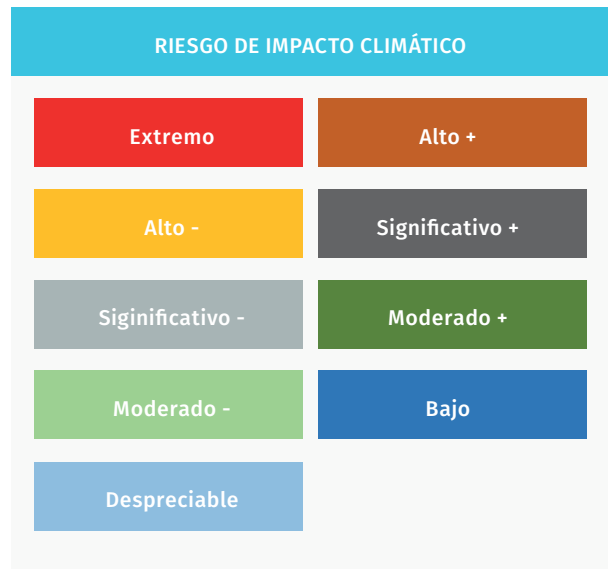 RIESGO DE IMPACTO CLIMÁTICO
Extremo
Alto +
Alto -
Significativo +
Siginificativo -
Moderado +
Moderado -
Bajo
Despreciable